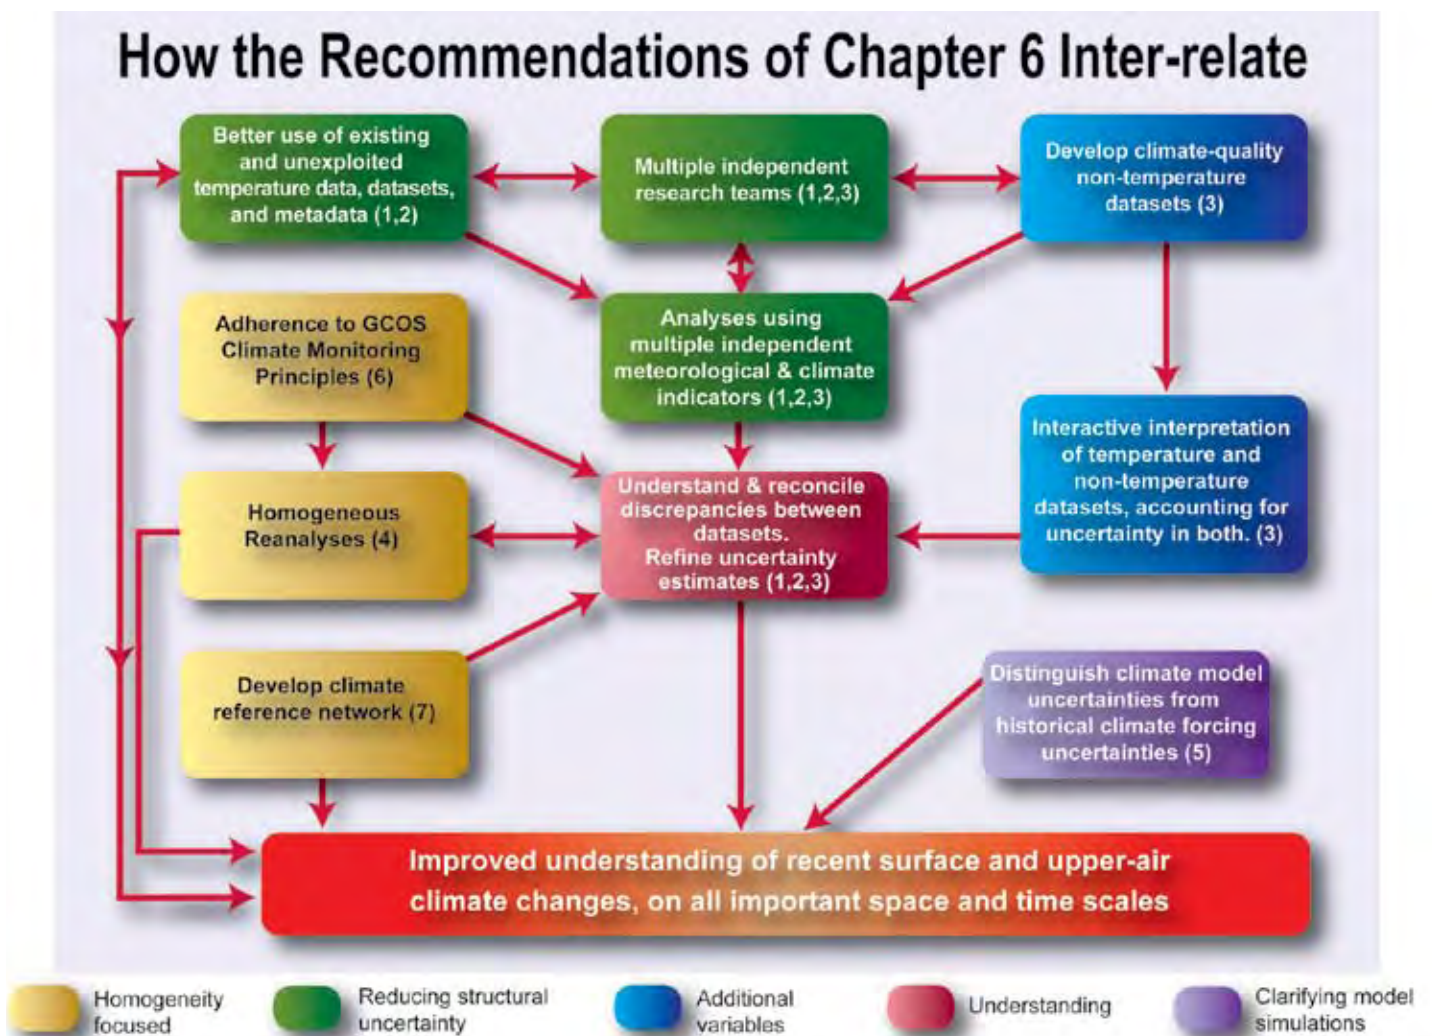 How the Recommendations of Chapter 6 Inter-relate
Better use of existing
and unexploited
temperature data, datasets,
and metadata (1,2)
Multiple independent
research teams (1,2,3)
Develop climate-quality
non-temperature
datasets (3)
Adherence to GCOS
Climate Monitoring
Principles (6)
Analyses using
multiple independent
meteorological & climate
indicators (1,2,3)
Interactive interpretation
of temperature and
non-temperature
datasets, accounting for
uncertainty in both. (3)
Homogeneous
Reanalyses (4)
Understand & reconcile
discrepancies between
datasets.
Refine uncertainty
estimates (1,2,3)
Develop climate
reference network (7)
Distinguish climate model
uncertainties from
historical climate forcing
uncertainties (5)
Improved understanding of recent surface and upper-air
climate changes, on all important space and time scales
Homogeneity
focused
Reducing structural
uncertainty
Additional
variables
Understanding
Clarifying model
simulations